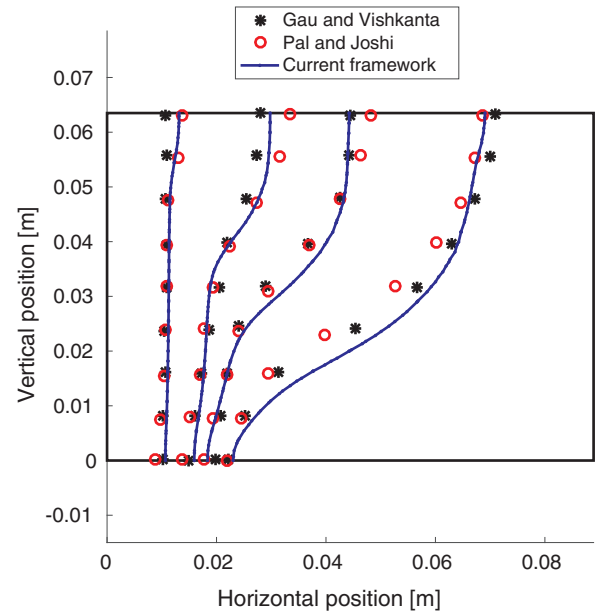 Gau and Vishkanta
Pal and Joshi
Current framework
0.07
0.06
0.05
0.04
0.03
0.02
0.01
0
-0.01
Vertical position [m]
0
0.02
0.04
0.06
0.08
Horizontal position [m]